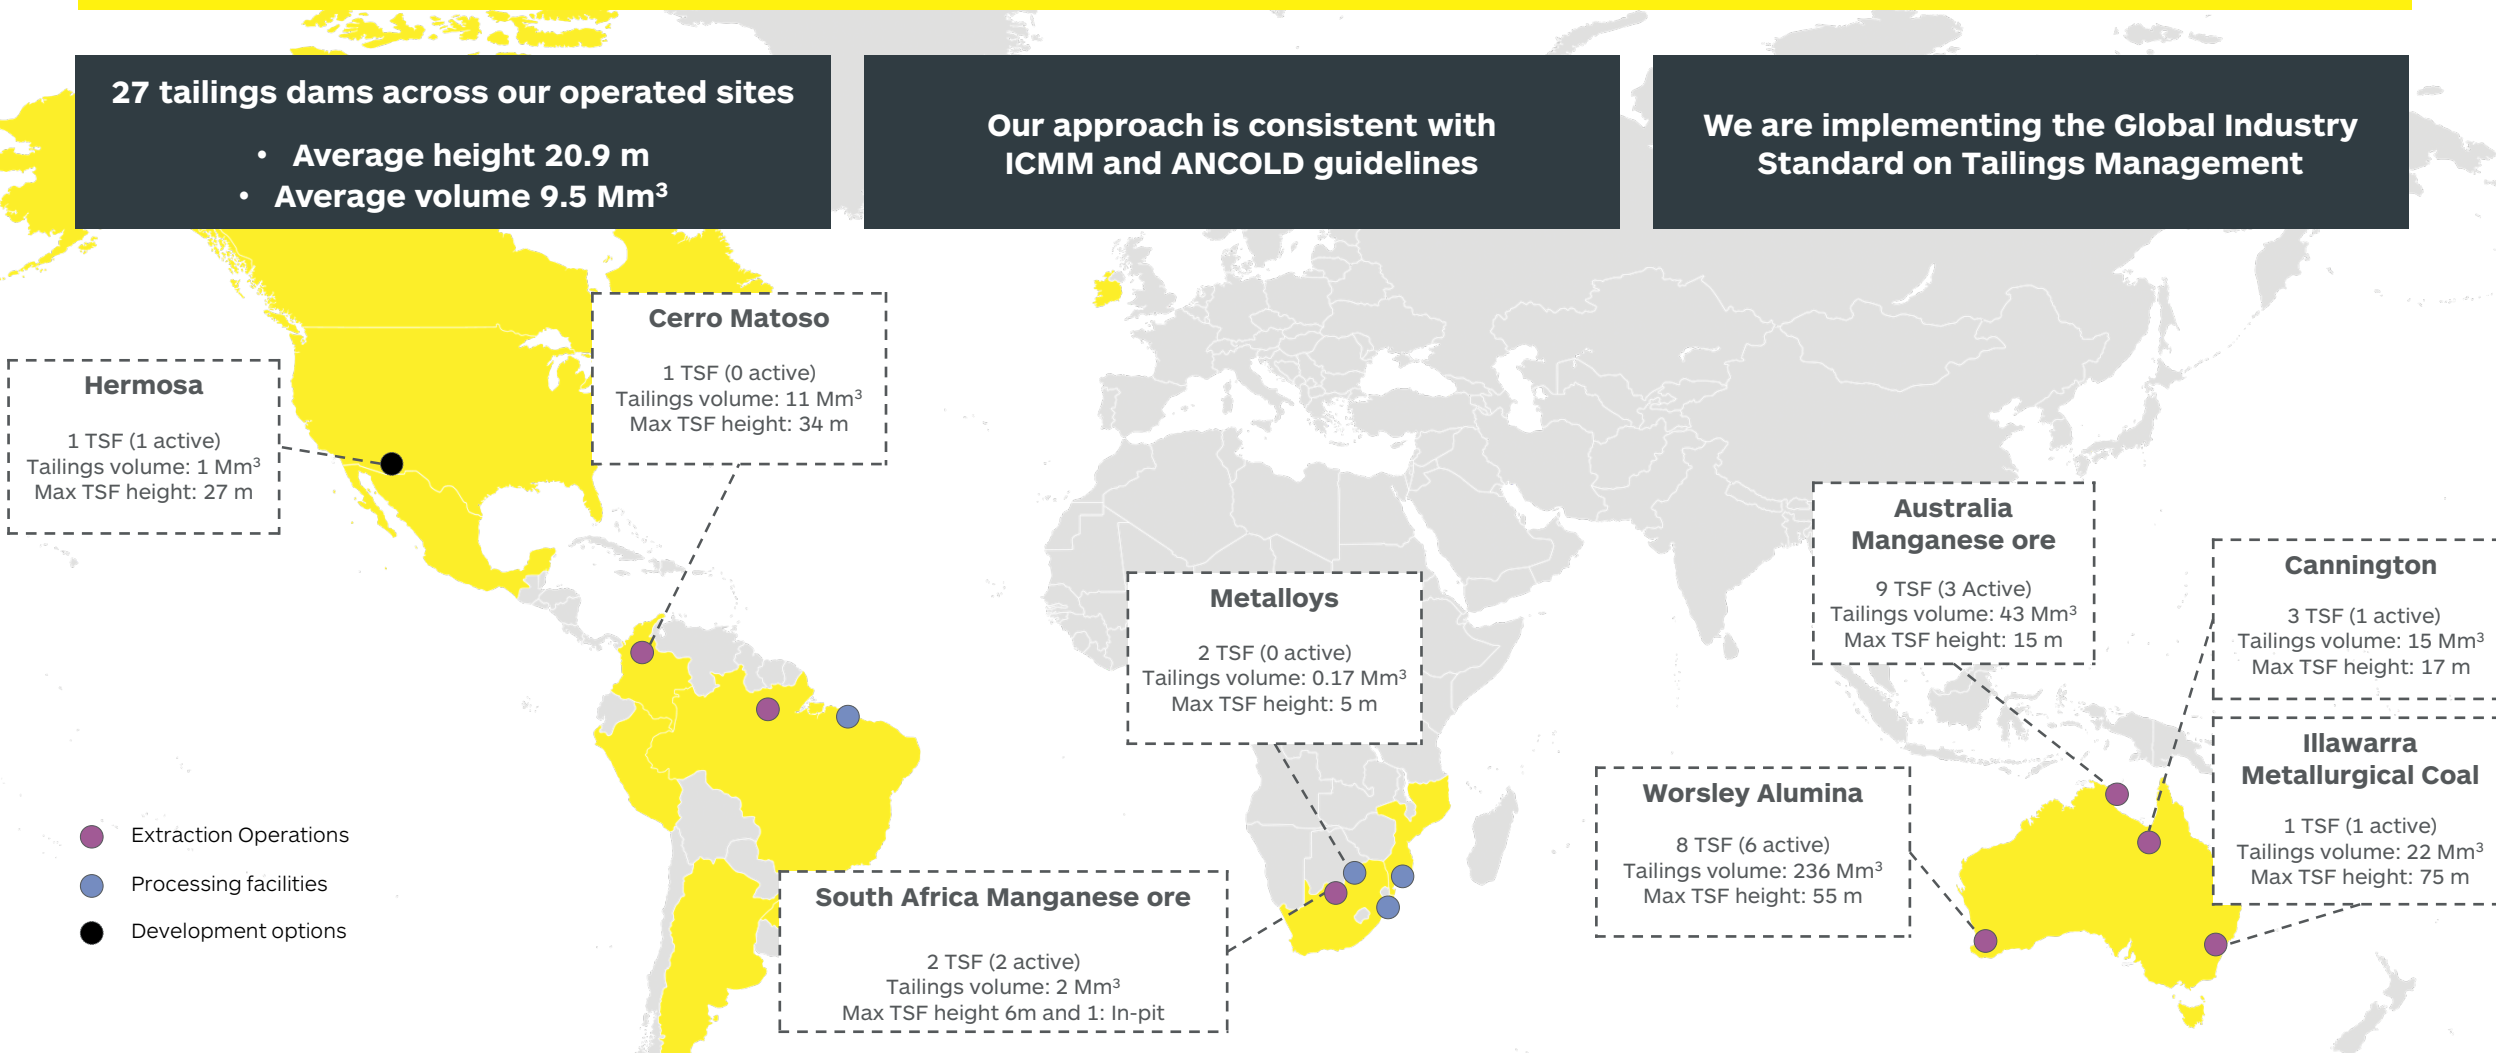 27 tailings dams across our operated sites
• Average height 20.9 m
• Average volume 9.5 Mm³
Our approach is consistent with
ICMM and ANCOLD guidelines
We are implementing the Global Industry
Standard on Tailings Management
Hermosa
1 TSF (1 active)
Tailings volume: 1 Mm³
Max TSF height: 27 m
Cerro Matoso
1 TSF (0 active)
Tailings volume: 11 Mm³
Max TSF height: 34 m
Metalloys
2 TSF (0 active)
Tailings volume: 0.17 Mm³
Max TSF height: 5 m
Australia
Manganese ore
9 TSF (3 Active)
Tailings volume: 43 Mm³
Max TSF height: 15 m
Cannington
3 TSF (1 active)
Tailings volume: 15 Mm³
Max TSF height: 17 m
Illawarra
Metallurgical Coal
1 TSF (1 active)
Tailings volume: 22 Mm³
Max TSF height: 75 m
Worsley Alumina
8 TSF (6 active)
Tailings volume: 236 Mm³
Max TSF height: 55 m
South Africa Manganese ore
2 TSF (2 active)
Tailings volume: 2 Mm³
Max TSF height 6m and 1: In-pit
Extraction Operations
Processing facilities
Development options